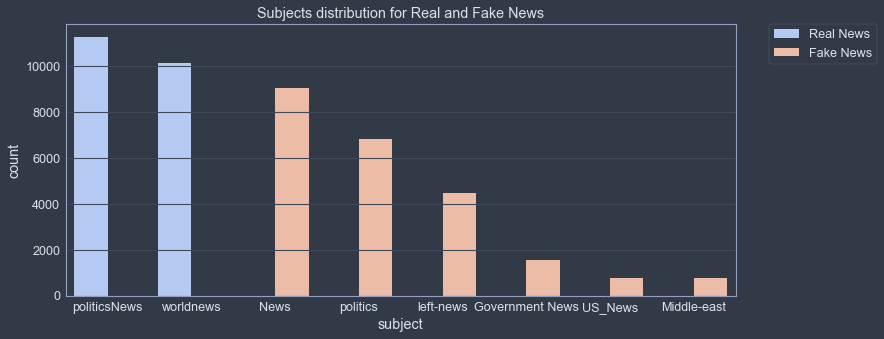 Subjects distribution for Real and Fake News
Real News
Fake News
count
10000
8000
6000
4000
2000
0
politicsNews worldnews News politics left-news Government News US_News Middle-east
subject